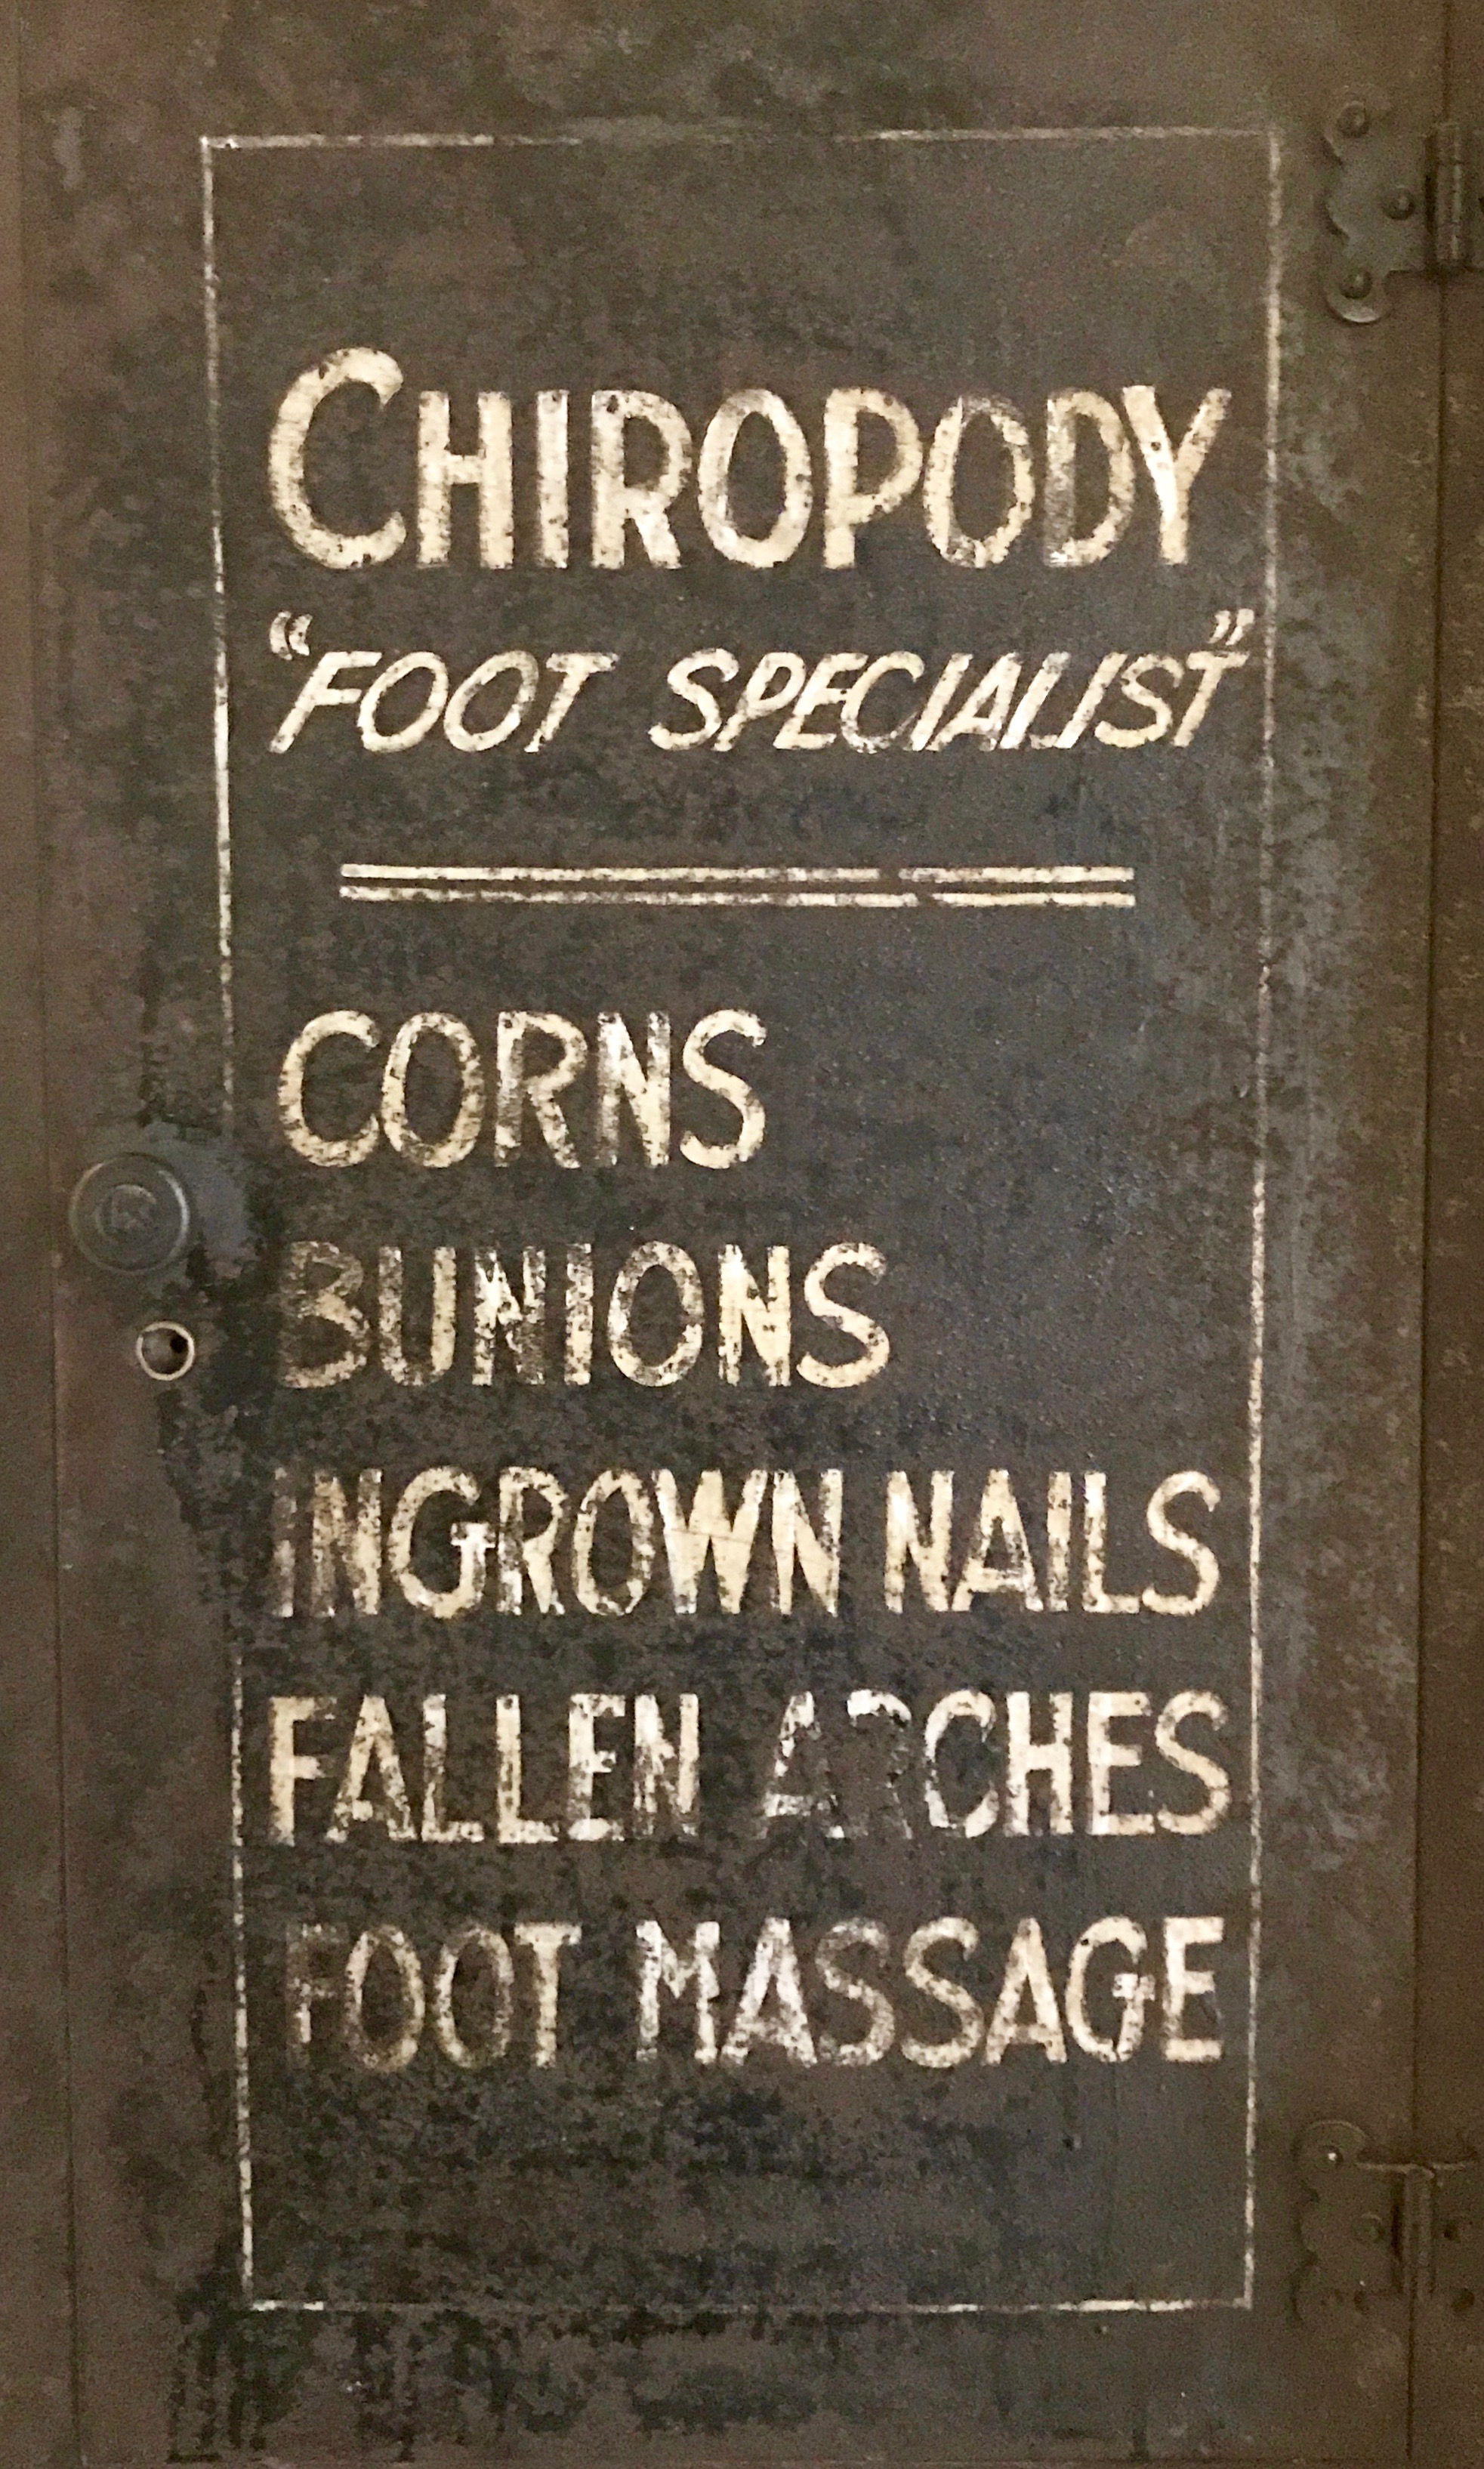 CHIROPODY
"FOOT SPECIALIST"
CORNS
BUNIONS
INGROWN NAILS
FALLEN ARCHES
FOOT MASSAGE